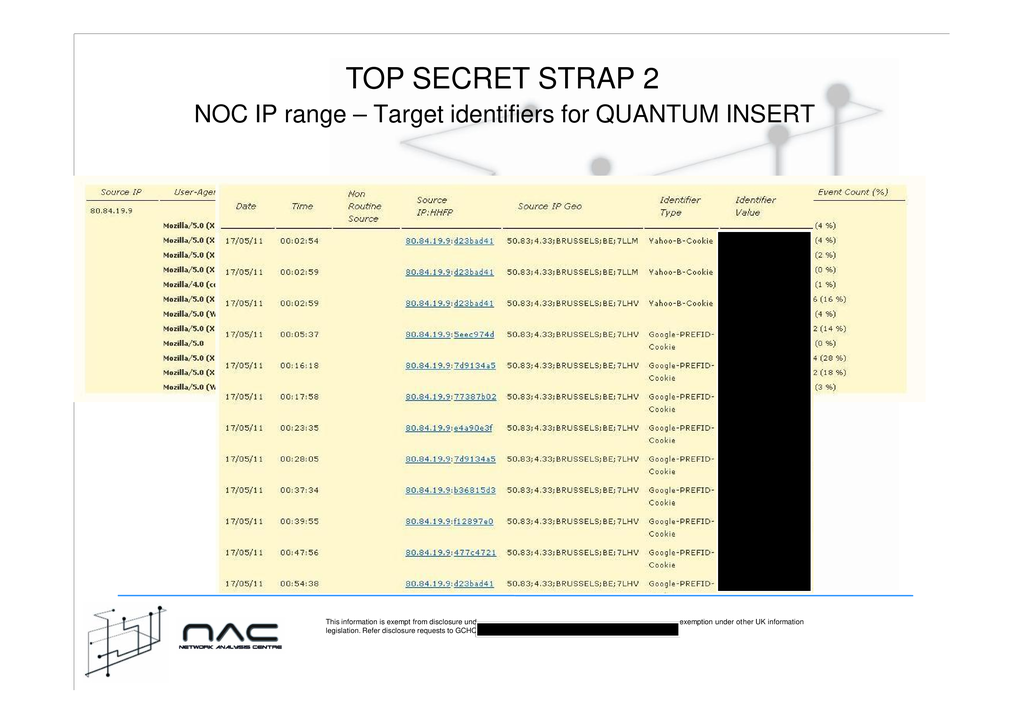 TOP SECRET STRAP 2
NOC IP range – Target identifiers for QUANTUM INSERT
Source IP
User-Ager
80.84.19.9
Mozilla/5.0 (X
Mozilla/5.0 (X
Mozilla/5.0 (X
Mozilla/5.0 (X
Mozilla/4.0 (co
Mozilla/5.0 (X
Mozilla/5.0 (W
Mozilla/5.0 (X
Mozilla/5.0
Mozilla/5.0 (X
Mozilla/5.0 (X
Mozilla/5.0 (W
Date Time Non Routine Source Source IP:HHFP Source IP Geo Identifier Type Identifier Value
17/05/11 00:02:54 80.84.19.9:d23bad41 50.83;4.33;BRUSSELS;BE;7LLM Yahoo-B-Cookie
17/05/11 00:02:59 80.84.19.9:d23bad41 50.83;4.33;BRUSSELS;BE;7LLM Yahoo-B-Cookie
17/05/11 00:02:59 80.84.19.9:d23bad41 50.83;4.33;BRUSSELS;BE;7LHV Yahoo-B-Cookie
17/05/11 00:05:37 80.84.19.9:5eec974d 50.83;4.33;BRUSSELS;BE;7LHV Google-PREFID-
Cookie
17/05/11 00:16:18 80.84.19.9:7d9134a5 50.83;4.33;BRUSSELS;BE;7LHV Google-PREFID-
Cookie
17/05/11 00:17:58 80.84.19.9:77387b02 50.83;4.33;BRUSSELS;BE;7LHV Google-PREFID-
Cookie
17/05/11 00:23:35 80.84.19.9:e4a90e3f 50.83;4.33;BRUSSELS;BE;7LHV Google-PREFID-
Cookie
17/05/11 00:28:05 80.84.19.9:7d9134a5 50.83;4.33;BRUSSELS;BE;7LHV Google-PREFID-
Cookie
17/05/11 00:37:34 80.84.19.9:b36815d3 50.83;4.33;BRUSSELS;BE;7LHV Google-PREFID-
Cookie
17/05/11 00:39:55 80.84.19.9:f12897e0 50.83;4.33;BRUSSELS;BE;7LHV Google-PREFID-
Cookie
17/05/11 00:47:56 80.84.19.9:477c4721 50.83;4.33;BRUSSELS;BE;7LHV Google-PREFID-
Cookie
17/05/11 00:54:38 80.84.19.9:d23bad41 50.83;4.33;BRUSSELS;BE;7LHV Google-PREFID-
Event Count (%)
(4 %)
(4 %)
(2 %)
(0 %)
(1 %)
6 (16 %)
(4 %)
2 (14 %)
(0 %)
4 (28 %)
2 (18 %)
(3 %)
NAC
NETWORK ANALYSIS CENTRE
This information is exempt from disclosure und exemption under other UK information
legislation. Refer disclosure requests to GCHQ